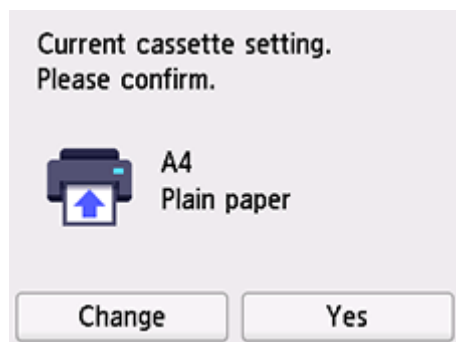 Current cassette setting.
Please confirm.
A4
Plain paper
Change
Yes